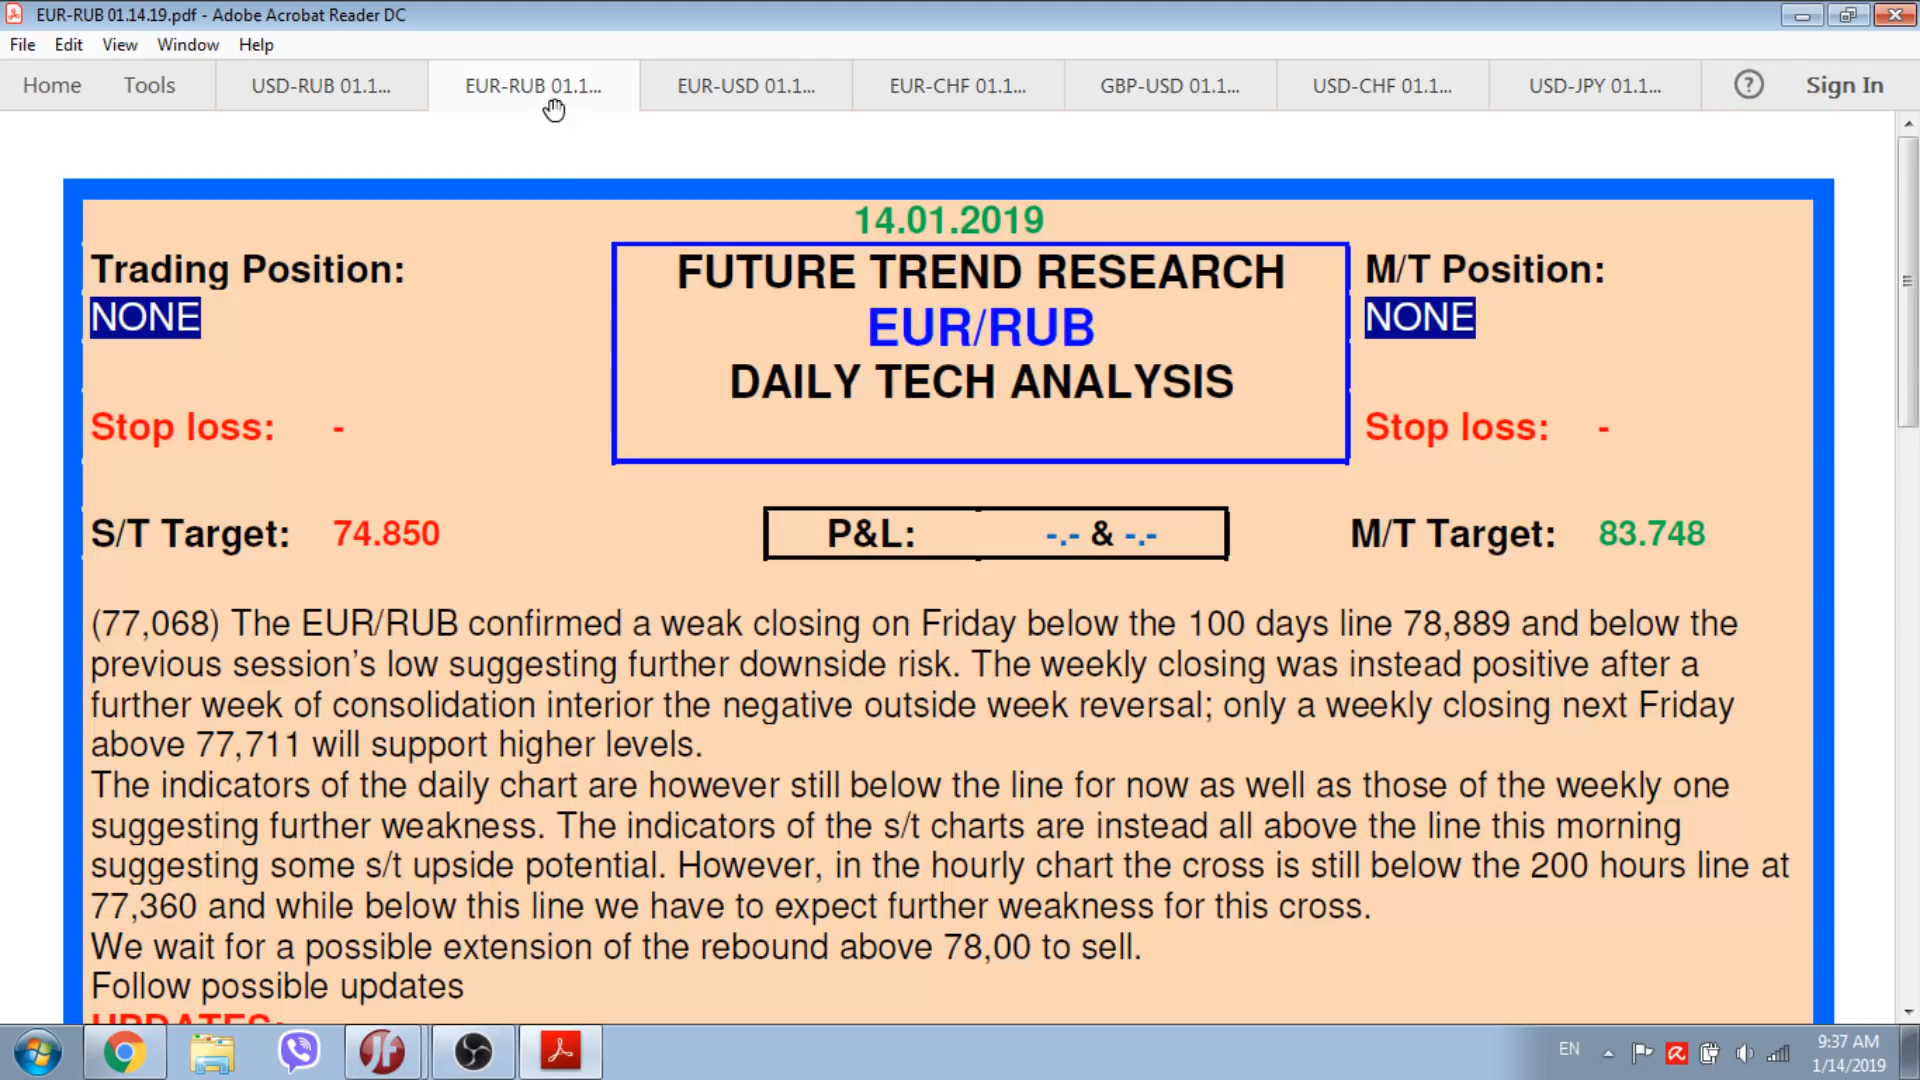 EUR-RUB 01.14.19.pdf - Adobe Acrobat Reader DC
File Edit View Window Help
Home Tools USD-RUB 01.1... EUR-RUB 01.1... EUR-USD 01.1... EUR-CHF 01.1... GBP-USD 01.1... USD-CHF 01.1... USD-JPY 01.1... ? Sign In
14.01.2019
Trading Position: FUTURE TREND RESEARCH M/T Position:
NONE EUR/RUB NONE
DAILY TECH ANALYSIS
Stop loss: - Stop loss: -
S/T Target: 74.850 P&L: -.- & -.- M/T Target: 83.748
(77,068) The EUR/RUB confirmed a weak closing on Friday below the 100 days line 78,889 and below the
previous session’s low suggesting further downside risk. The weekly closing was instead positive after a
further week of consolidation interior the negative outside week reversal; only a weekly closing next Friday
above 77,711 will support higher levels.
The indicators of the daily chart are however still below the line for now as well as those of the weekly one
suggesting further weakness. The indicators of the s/t charts are instead all above the line this morning
suggesting some s/t upside potential. However, in the hourly chart the cross is still below the 200 hours line at
77,360 and while below this line we have to expect further weakness for this cross.
We wait for a possible extension of the rebound above 78,00 to sell.
Follow possible updates
UPDATES:
EN 9:37 AM
1/14/2019